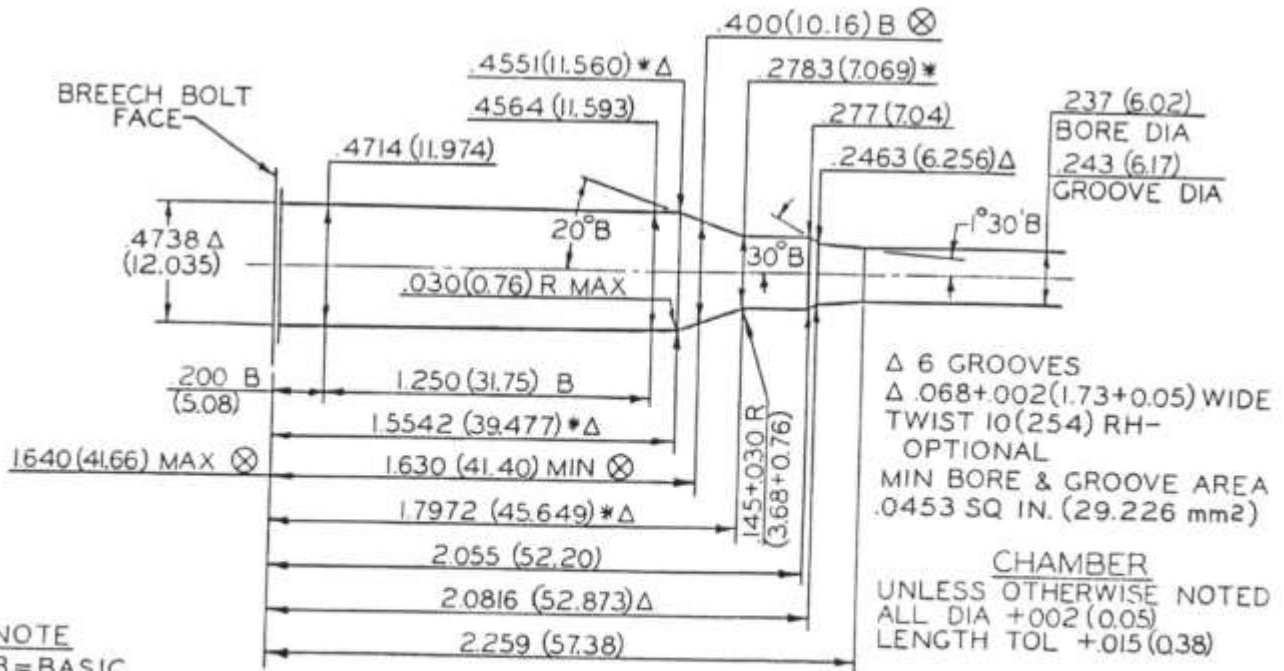 .400(10.16) B ⊗
.4551(11.560)*Δ
.2783(7.069)*
BREECH BOLT
FACE
.4564 (11.593)
.277(7.04)
.237 (6.02)
BORE DIA
.4714(11.974)
.2463(6.256)Δ
.243 (6.17)
GROOVE DIA
20°B
1°30'B
.4738 Δ
(12.035)
30°B
.030(0.76) R MAX
.200 B
(5.08)
1.250(31.75) B
1.5542 (39.477)*Δ
1.640(41.66) MAX ⊗
1.630 (41.40) MIN ⊗
.145+.030 R
(3.68+0.76)
1.7972 (45.649)*Δ
2.055 (52.20)
2.0816 (52.873)Δ
2.259 (57.38)
Δ 6 GROOVES
Δ .068+.002(1.73+0.05) WIDE
TWIST 10(254) RH-
OPTIONAL
MIN BORE & GROOVE AREA
.0453 SQ IN. (29.226 mm2)
CHAMBER
UNLESS OTHERWISE NOTED
ALL DIA +.002 (0.05)
LENGTH TOL +.015(0.38)
NOTE
B=BASIC